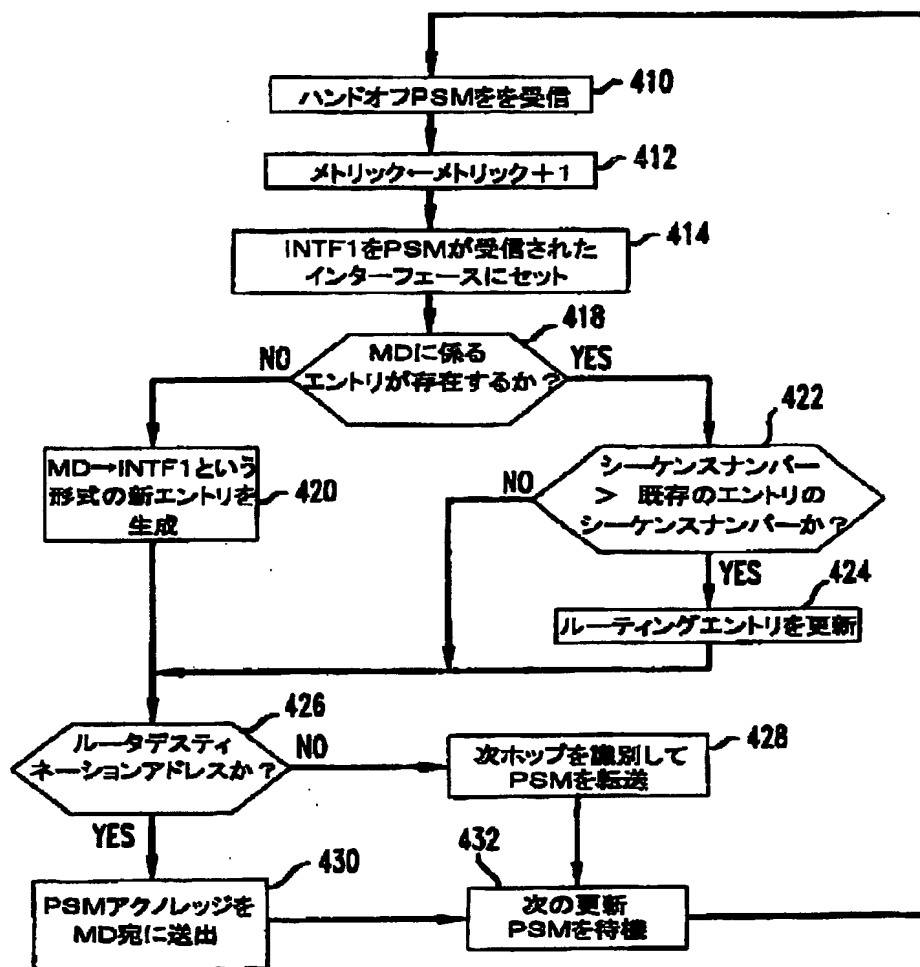 ハンドオフPSMをを受信
410
メトリック←メトリック+1
412
INTF1をPSMが受信された
インターフェースにセット
414
418
NO
MDに係る
エントリが存在するか?
YES
MD→INTF1という
形式の新エントリを
生成
420
422
NO
シーケンスナンバー
> 既存のエントリの
シーケンスナンバーか?
YES
424
ルーティングエントリを更新
426
ルータデスティ
ネーションアドレスか?
NO
次ホップを識別して
PSMを転送
428
YES
430
PSMアクノレッジを
MD宛に送出
432
次の更新
PSMを待機